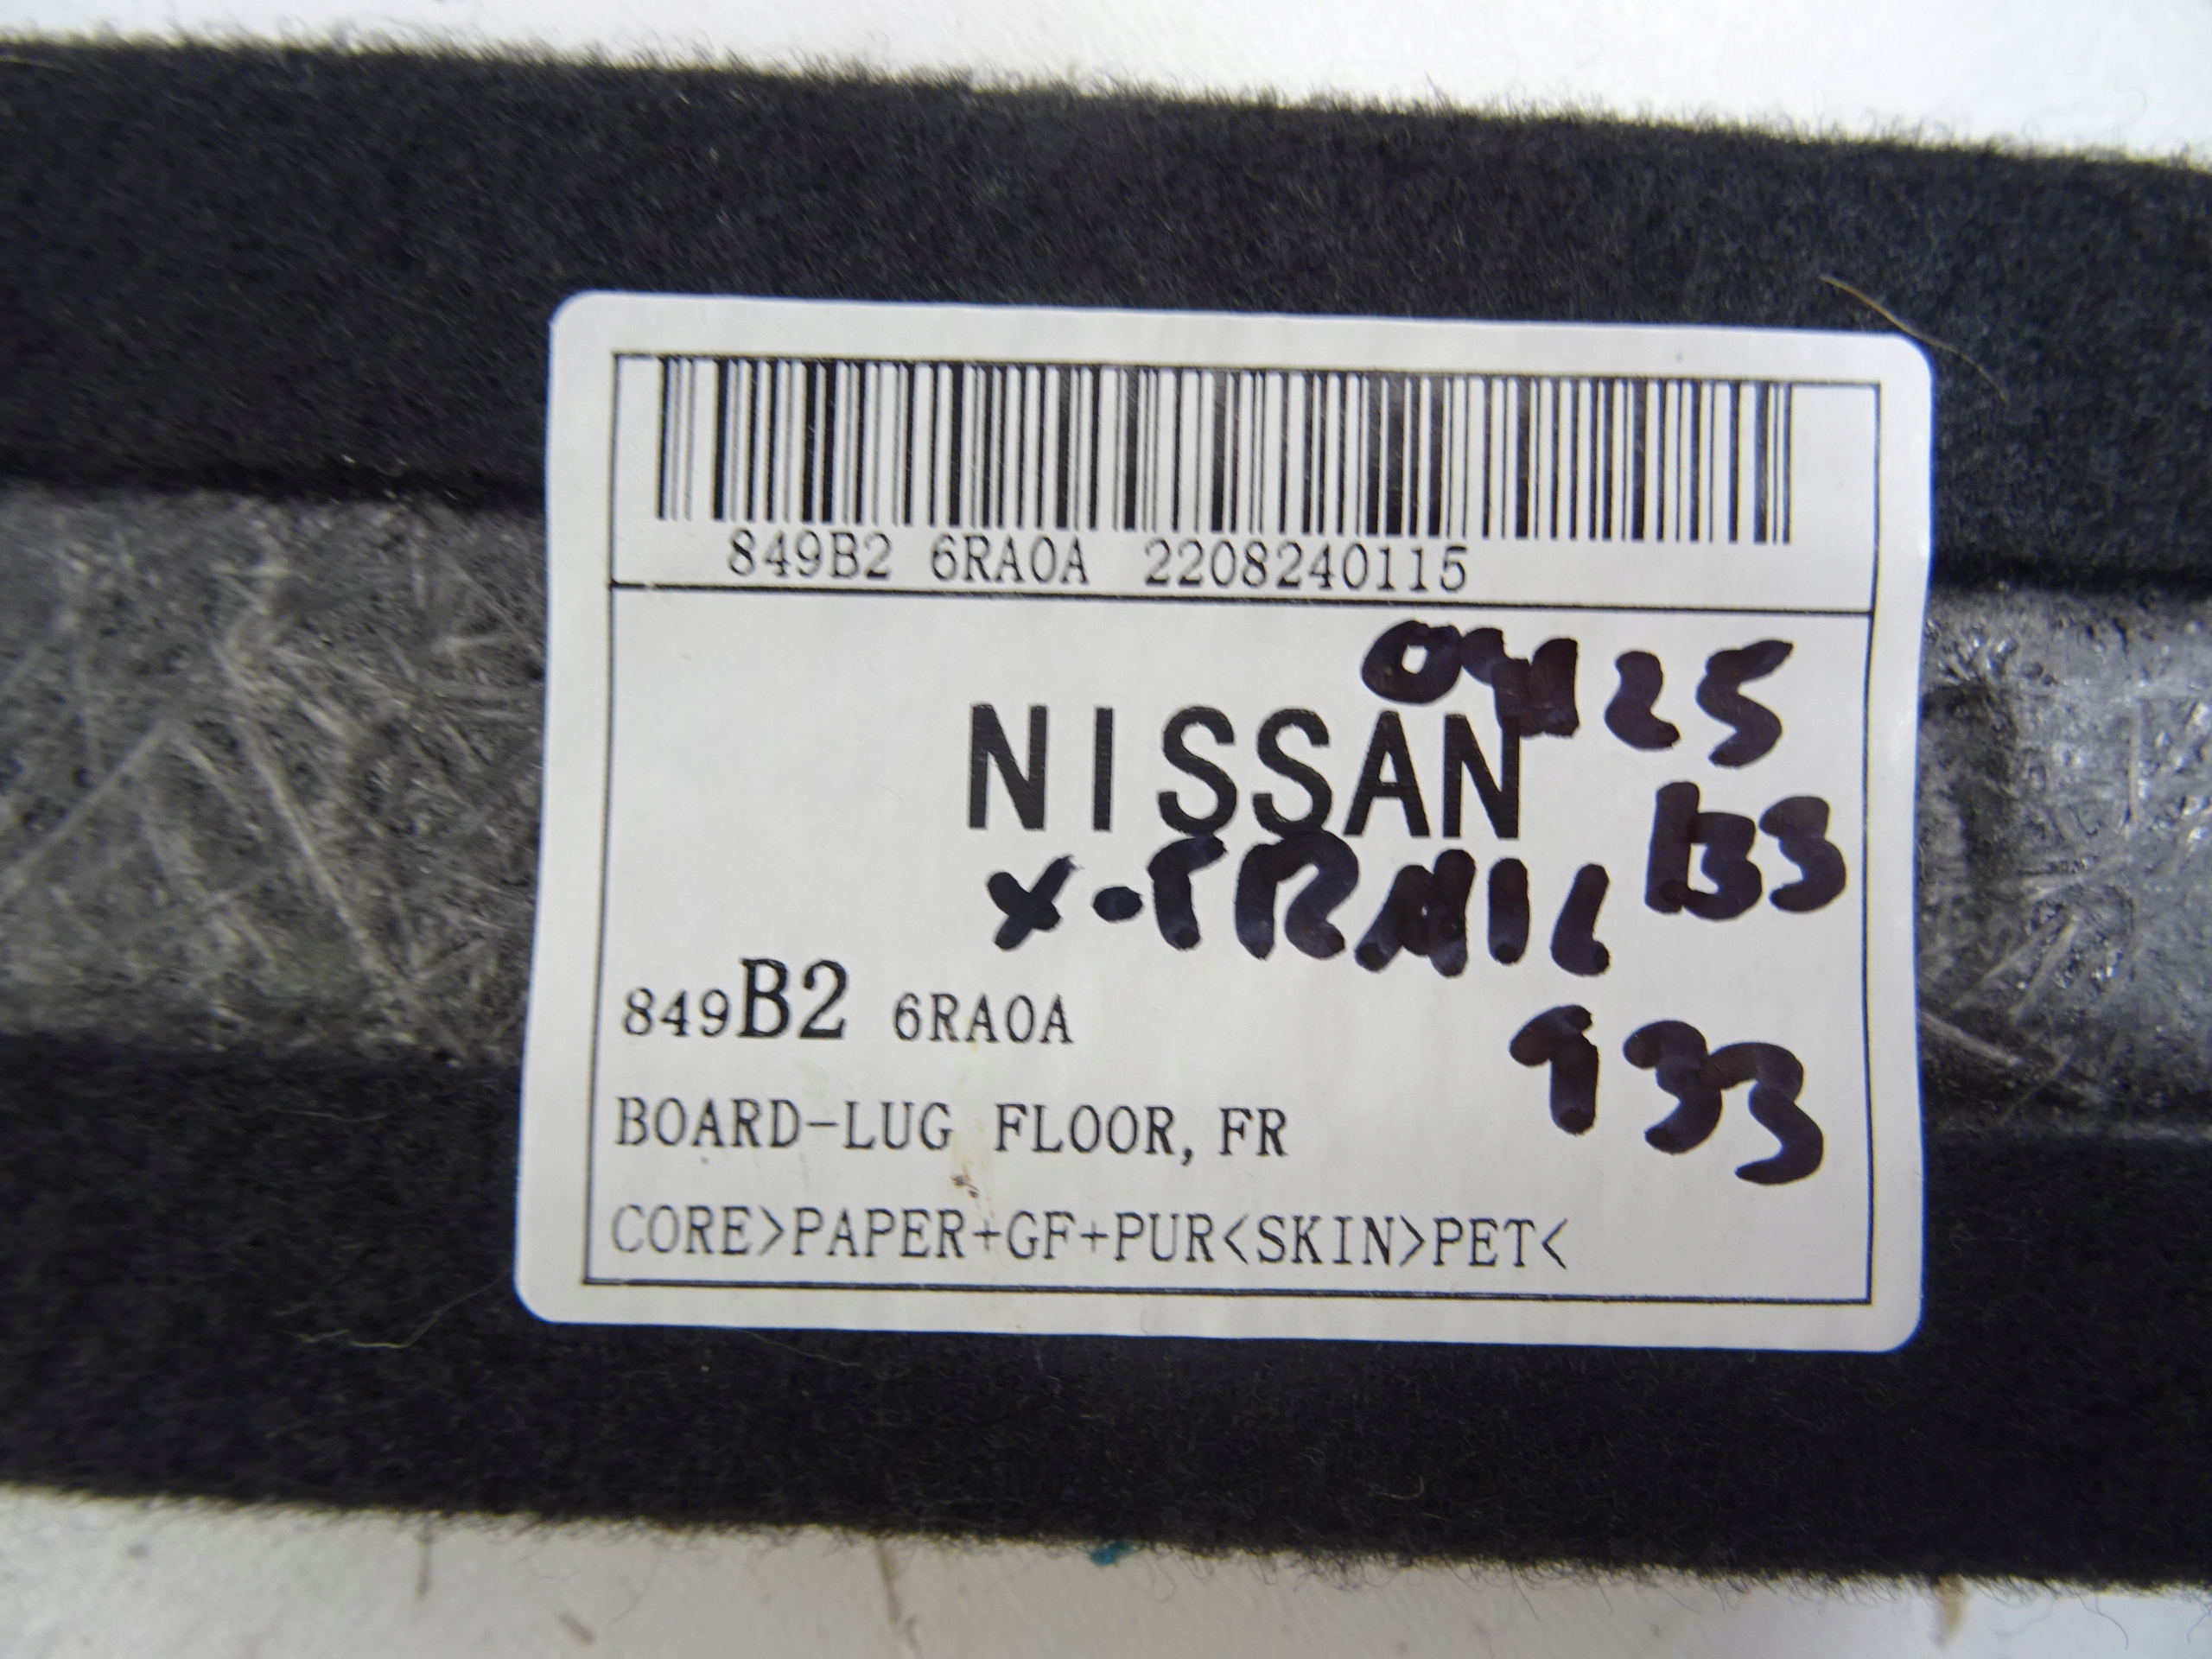 849B2 6RA0A 2208240115
0425
NISSAN
X-TRAIL T33
849B2 6RA0A
933
BOARD-LUG FLOOR, FR
CORE>PAPER+GF+PUR<SKIN>PET<